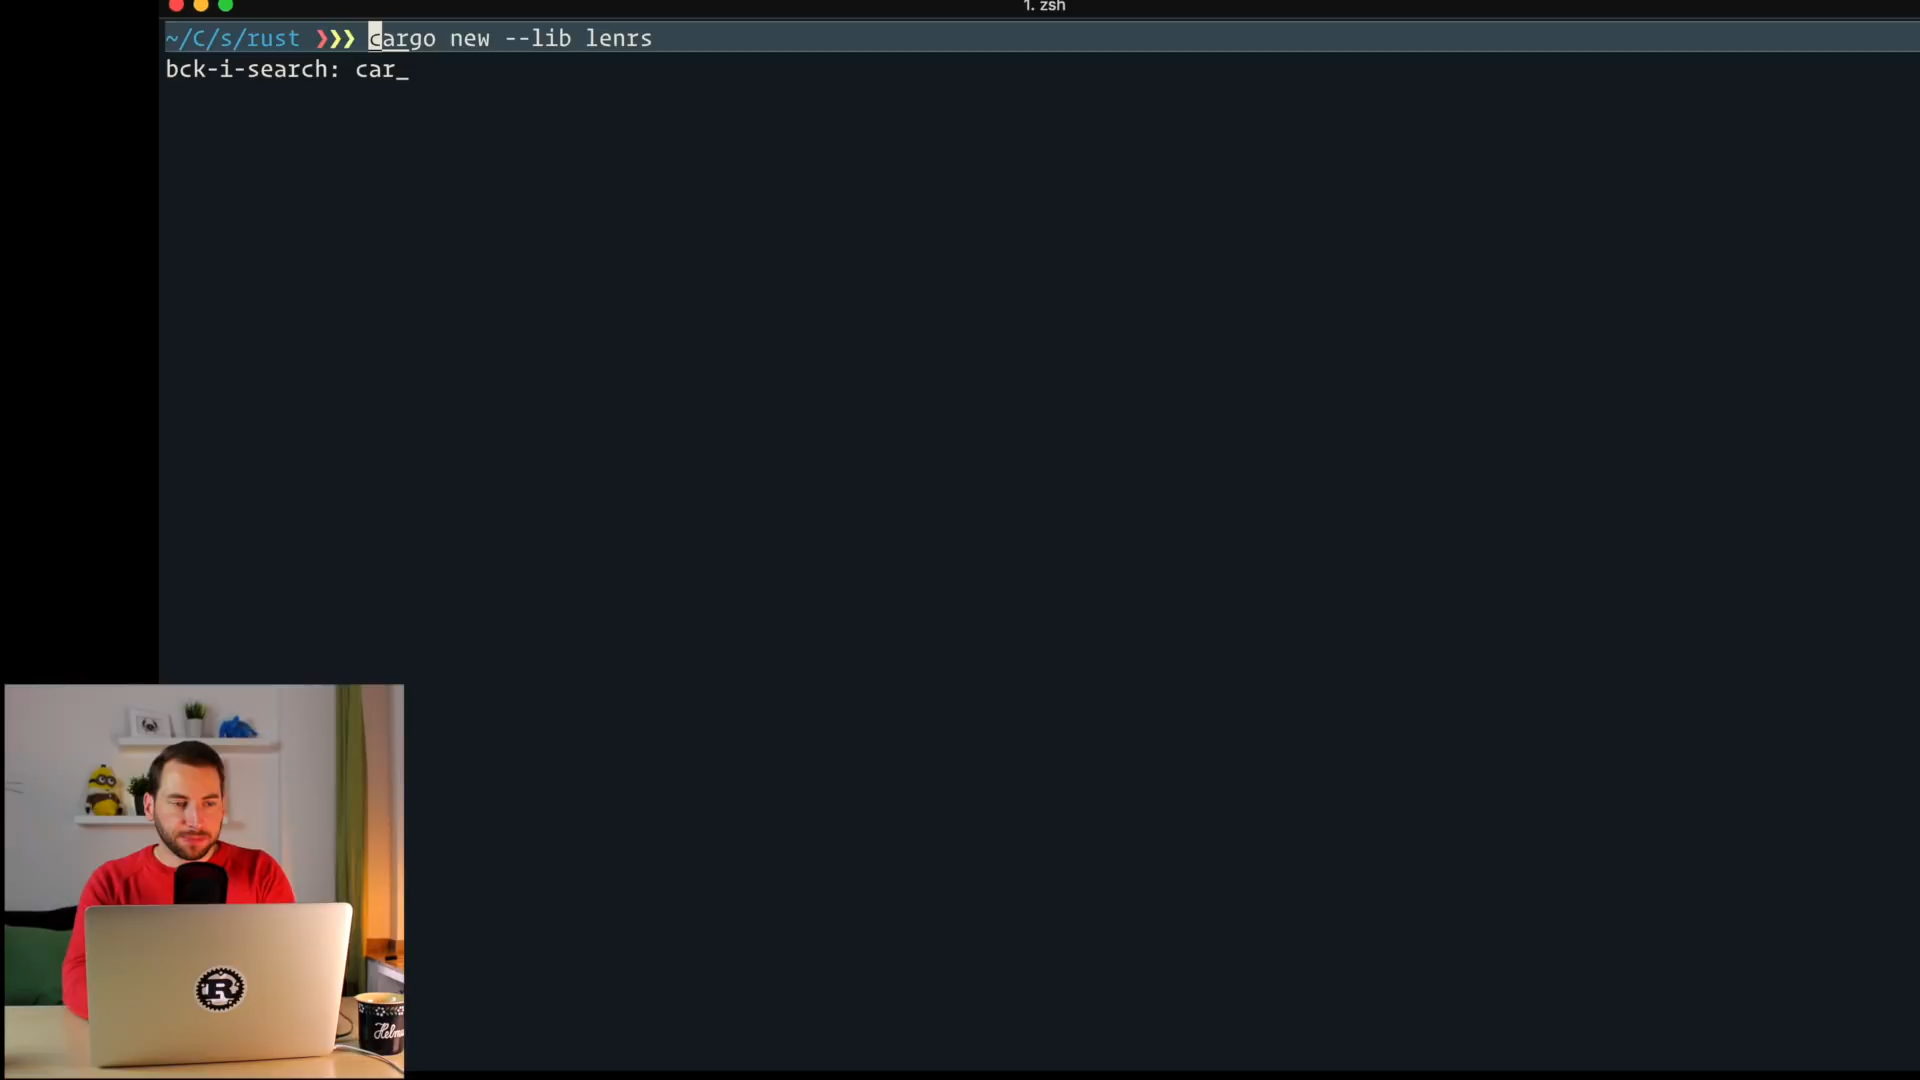 1. zsh
~/C/s/rust ❯❯❯ cargo new --lib lenrs
bck-i-search: car_
R